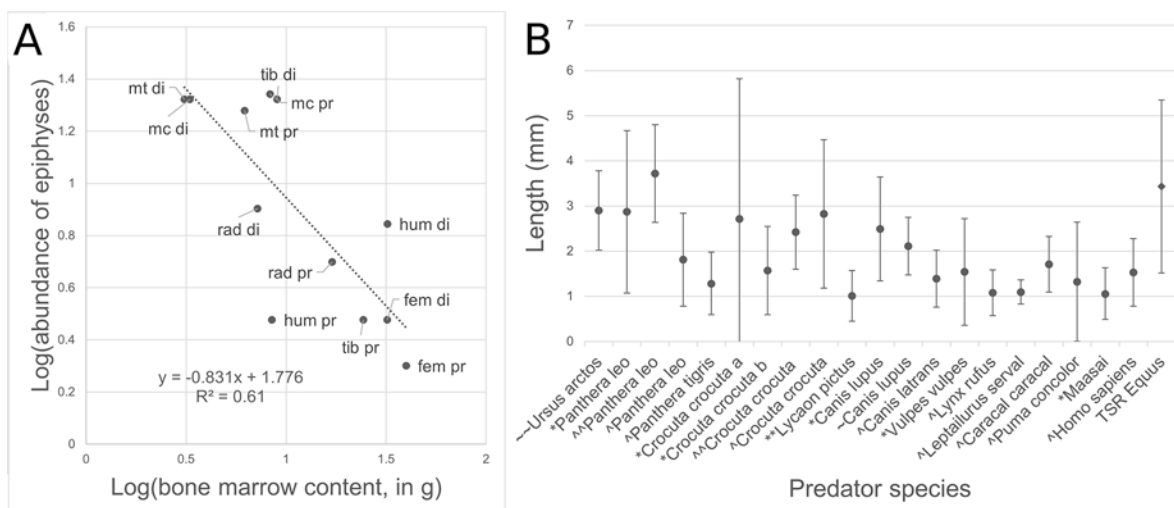 A
Log(abundance of epiphyses)
1.6
1.4
1.2
1
0.8
0.6
0.4
0.2
0
mt di
mc di
tib di
mc pr
mt pr
rad di
hum di
rad pr
fem di
hum pr
tib pr
fem pr
y = -0.831x + 1.776
R² = 0.61
0 0.5 1 1.5 2
Log(bone marrow content, in g)
B
Length (mm)
7
6
5
4
3
2
1
0
~~Ursus arctos
*Panthera leo
^^Panthera leo
^Panthera leo
^Panthera tigris
*Crocuta crocuta a
*Crocuta crocuta b
^^Crocuta crocuta
^Crocuta crocuta
**Lycaon pictus
*Canis lupus
~Canis lupus
^Canis latrans
*Vulpes vulpes
^Lynx rufus
^Leptailurus serval
^Caracal caracal
^Puma concolor
*Maasai
^Homo sapiens
TSR Equus
Predator species